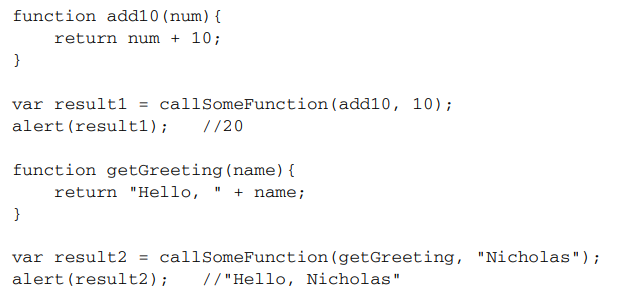 function add10(num){
    return num + 10;
}
var result1 = callSomeFunction(add10, 10);
alert(result1);   //20
function getGreeting(name){
    return "Hello, " + name;
}
var result2 = callSomeFunction(getGreeting, "Nicholas");
alert(result2);   //"Hello, Nicholas"